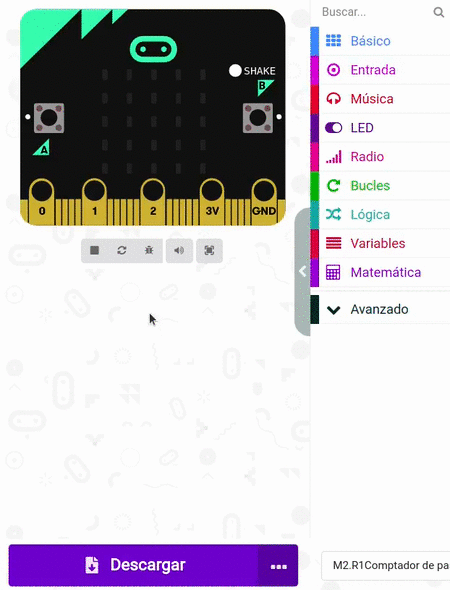 Buscar...
SHAKE
B
A
0 1 2 3V GND
Básico
Entrada
Música
LED
Radio
Bucles
Lógica
Variables
Matemática
Avanzado
Descargar
M2.R1Comptador de pa